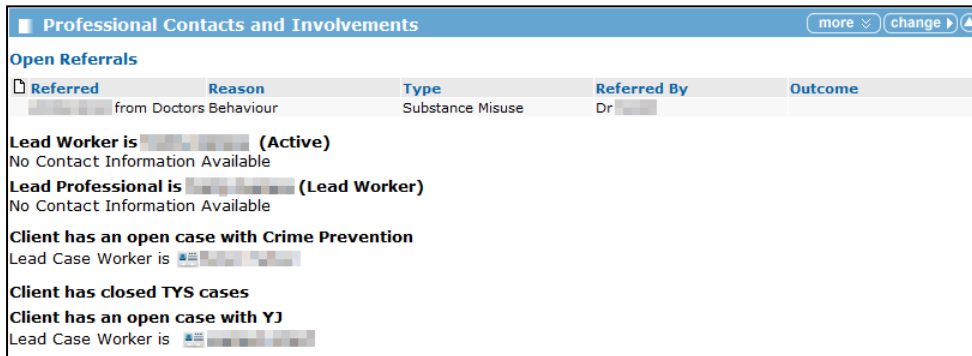 Professional Contacts and Involvements more change
Open Referrals
Referred Reason Type Referred By Outcome
from Doctors Behaviour Substance Misuse Dr
Lead Worker is (Active)
No Contact Information Available
Lead Professional is (Lead Worker)
No Contact Information Available
Client has an open case with Crime Prevention
Lead Case Worker is
Client has closed TYS cases
Client has an open case with YJ
Lead Case Worker is